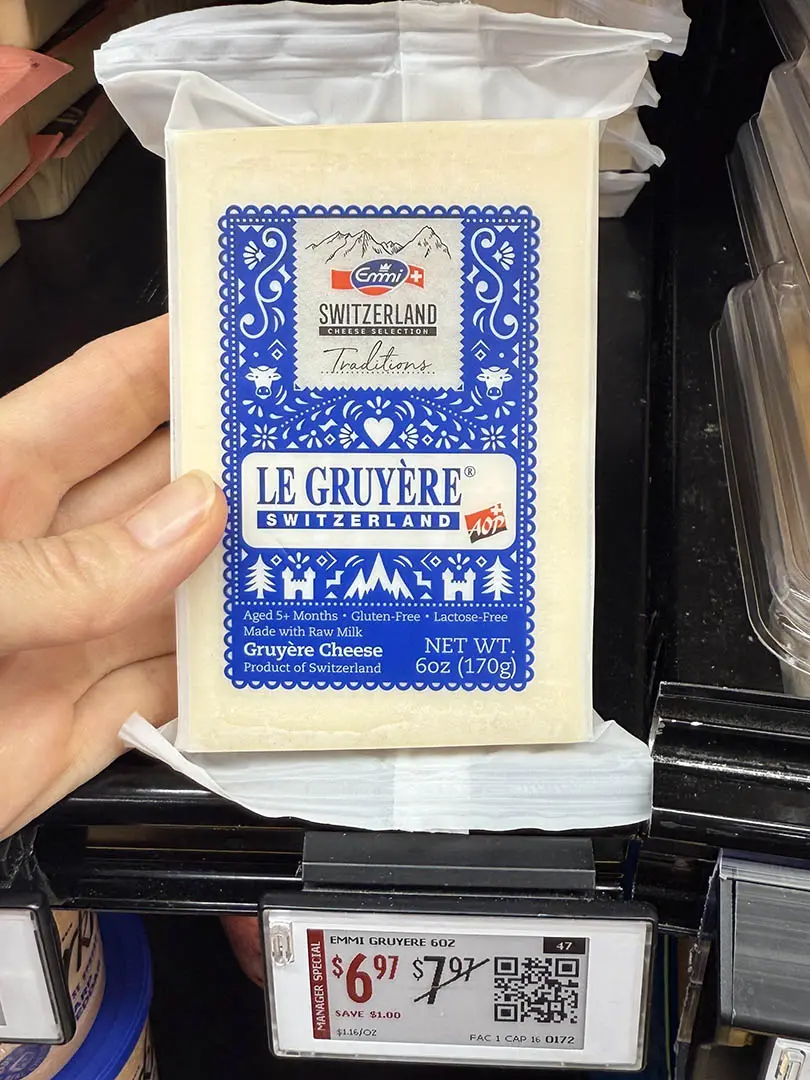 Emmi
SWITZERLAND
CHEESE SELECTION
Traditions
LE GRUYÈRE®
SWITZERLAND
AOP
Aged 5+ Months • Gluten-Free • Lactose-Free
Made with Raw Milk
Gruyère Cheese
Product of Switzerland
NET WT.
6oz (170g)
MANAGER SPECIAL
EMMI GRUYERE 6OZ
47
$6.97
$7.97
SAVE $1.00
$1.16/OZ
FAC 1 CAP 16 0172